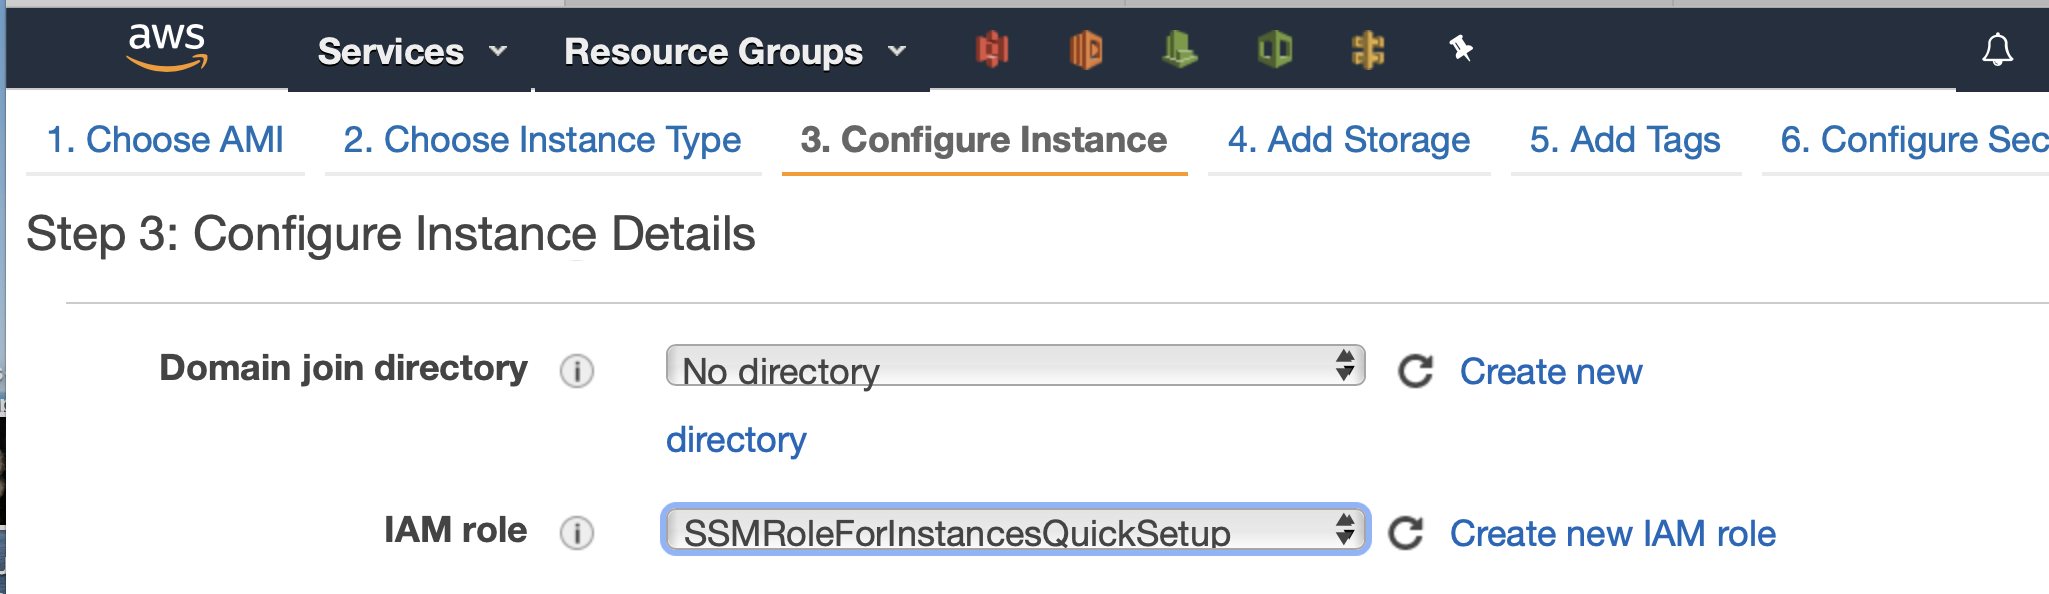 aws Services Resource Groups
1. Choose AMI 2. Choose Instance Type 3. Configure Instance 4. Add Storage 5. Add Tags 6. Configure Sec
Step 3: Configure Instance Details
Domain join directory i No directory Create new
directory
IAM role i SSMRoleForInstancesQuickSetup Create new IAM role